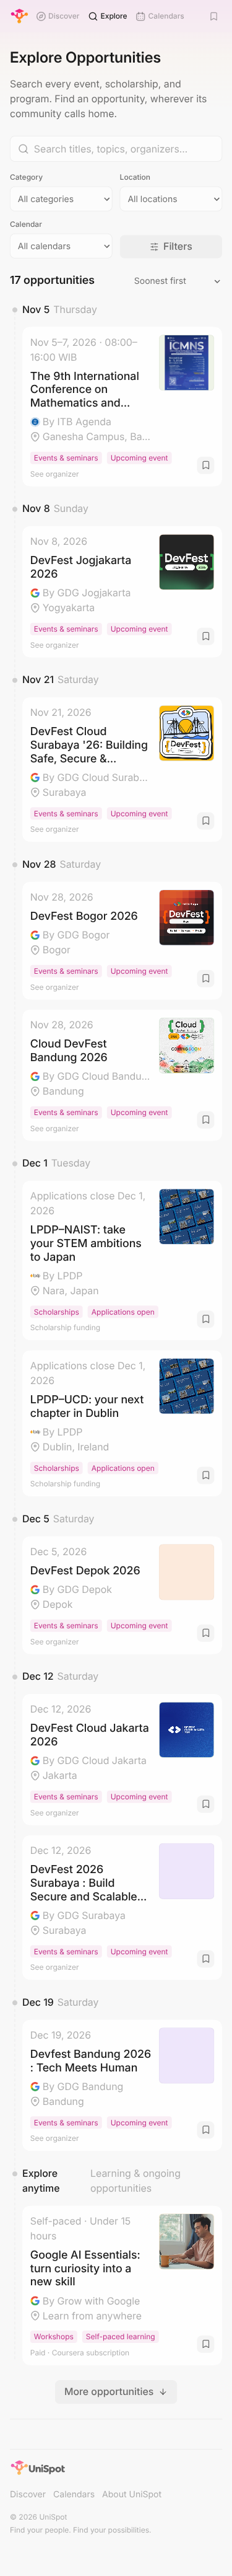 Discover Explore Calendars
Explore Opportunities
Search every event, scholarship, and
program. Find an opportunity, wherever its
community calls home.
Search titles, topics, organizers...
Category Location
All categories All locations
Calendar
All calendars Filters
17 opportunities Soonest first
Nov 5 Thursday
Nov 5–7, 2026 · 08:00–
16:00 WIB
The 9th International
Conference on
Mathematics and...
By ITB Agenda
Ganesha Campus, Ba...
Events & seminars Upcoming event
See organizer
ICMNS
Nov 8 Sunday
Nov 8, 2026
DevFest Jogjakarta
2026
By GDG Jogjakarta
Yogyakarta
Events & seminars Upcoming event
See organizer
DevFest
Nov 21 Saturday
Nov 21, 2026
DevFest Cloud
Surabaya '26: Building
Safe, Secure &...
By GDG Cloud Surab...
Surabaya
Events & seminars Upcoming event
See organizer
DevFest
Nov 28 Saturday
Nov 28, 2026
DevFest Bogor 2026
By GDG Bogor
Bogor
Events & seminars Upcoming event
See organizer
DevFest
Nov 28, 2026
Cloud DevFest
Bandung 2026
By GDG Cloud Bandu...
Bandung
Events & seminars Upcoming event
See organizer
Cloud
Dec 1 Tuesday
Applications close Dec 1,
2026
LPDP–NAIST: take
your STEM ambitions
to Japan
By LPDP
Nara, Japan
Scholarships Applications open
Scholarship funding
Applications close Dec 1,
2026
LPDP–UCD: your next
chapter in Dublin
By LPDP
Dublin, Ireland
Scholarships Applications open
Scholarship funding
Dec 5 Saturday
Dec 5, 2026
DevFest Depok 2026
By GDG Depok
Depok
Events & seminars Upcoming event
See organizer
Dec 12 Saturday
Dec 12, 2026
DevFest Cloud Jakarta
2026
By GDG Cloud Jakarta
Jakarta
Events & seminars Upcoming event
See organizer
Dec 12, 2026
DevFest 2026
Surabaya : Build
Secure and Scalable...
By GDG Surabaya
Surabaya
Events & seminars Upcoming event
See organizer
Dec 19 Saturday
Dec 19, 2026
Devfest Bandung 2026
: Tech Meets Human
By GDG Bandung
Bandung
Events & seminars Upcoming event
See organizer
Explore
anytime
Learning & ongoing
opportunities
Self-paced · Under 15
hours
Google AI Essentials:
turn curiosity into a
new skill
By Grow with Google
Learn from anywhere
Workshops Self-paced learning
Paid · Coursera subscription
More opportunities
UniSpot
Discover Calendars About UniSpot
© 2026 UniSpot
Find your people. Find your possibilities.